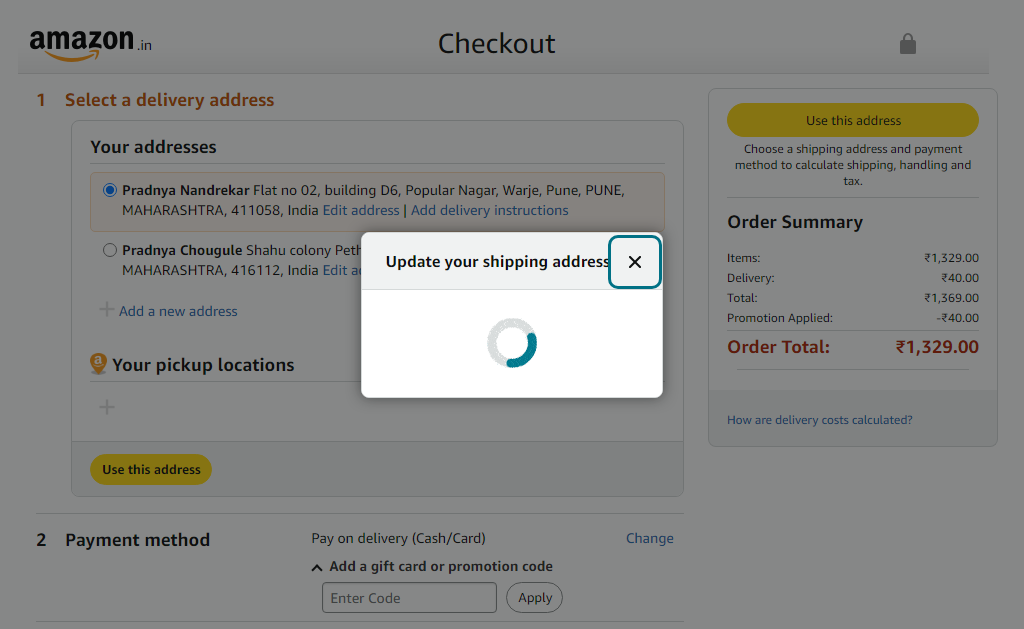 amazon.in
Checkout
1 Select a delivery address
Your addresses
Pradnya Nandrekar Flat no 02, building D6, Popular Nagar, Warje, Pune, PUNE,
MAHARASHTRA, 411058, India Edit address | Add delivery instructions
Pradnya Chougule Shahu colony
MAHARASHTRA, 416112, India Edit
Add a new address
Your pickup locations
Use this address
Update your shipping address
Use this address
Choose a shipping address and payment
method to calculate shipping, handling and
tax.
Order Summary
Items: ₹1,329.00
Delivery: ₹40.00
Total: ₹1,369.00
Promotion Applied: -₹40.00
Order Total: ₹1,329.00
How are delivery costs calculated?
2 Payment method
Pay on delivery (Cash/Card)
Change
Add a gift card or promotion code
Enter Code
Apply